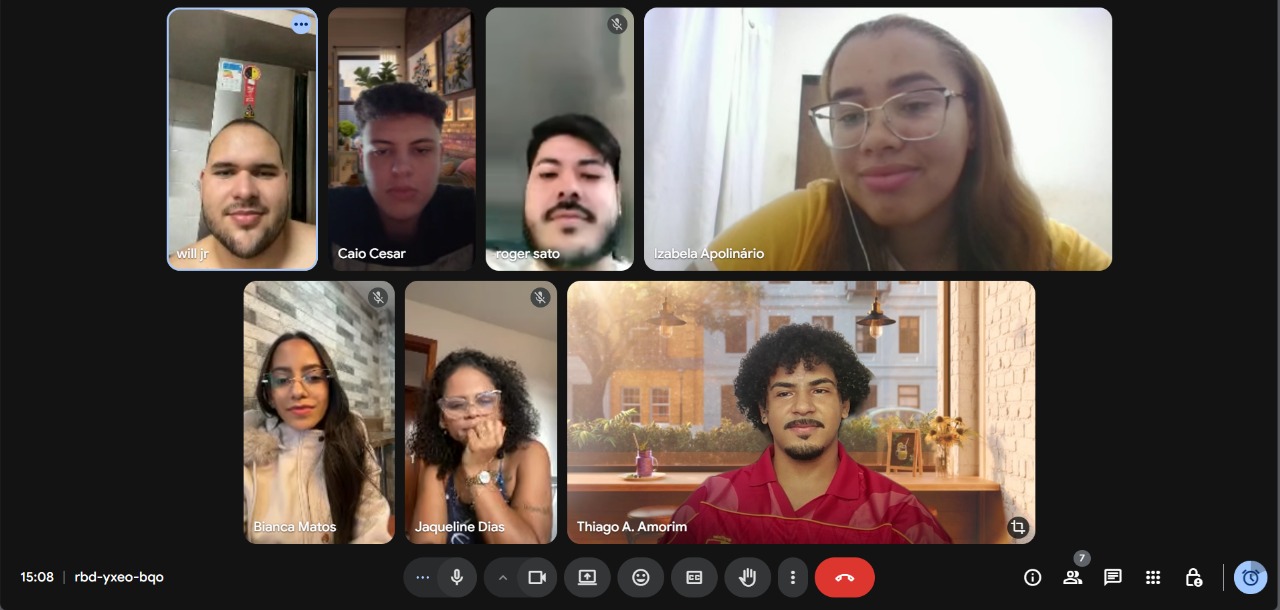 will jr
Caio Cesar
roger sato
Izabela Apolinário
Bianca Matos
Jaqueline Dias
Thiago A. Amorim
15:08 | rbd-yxeo-bqo
CC
7